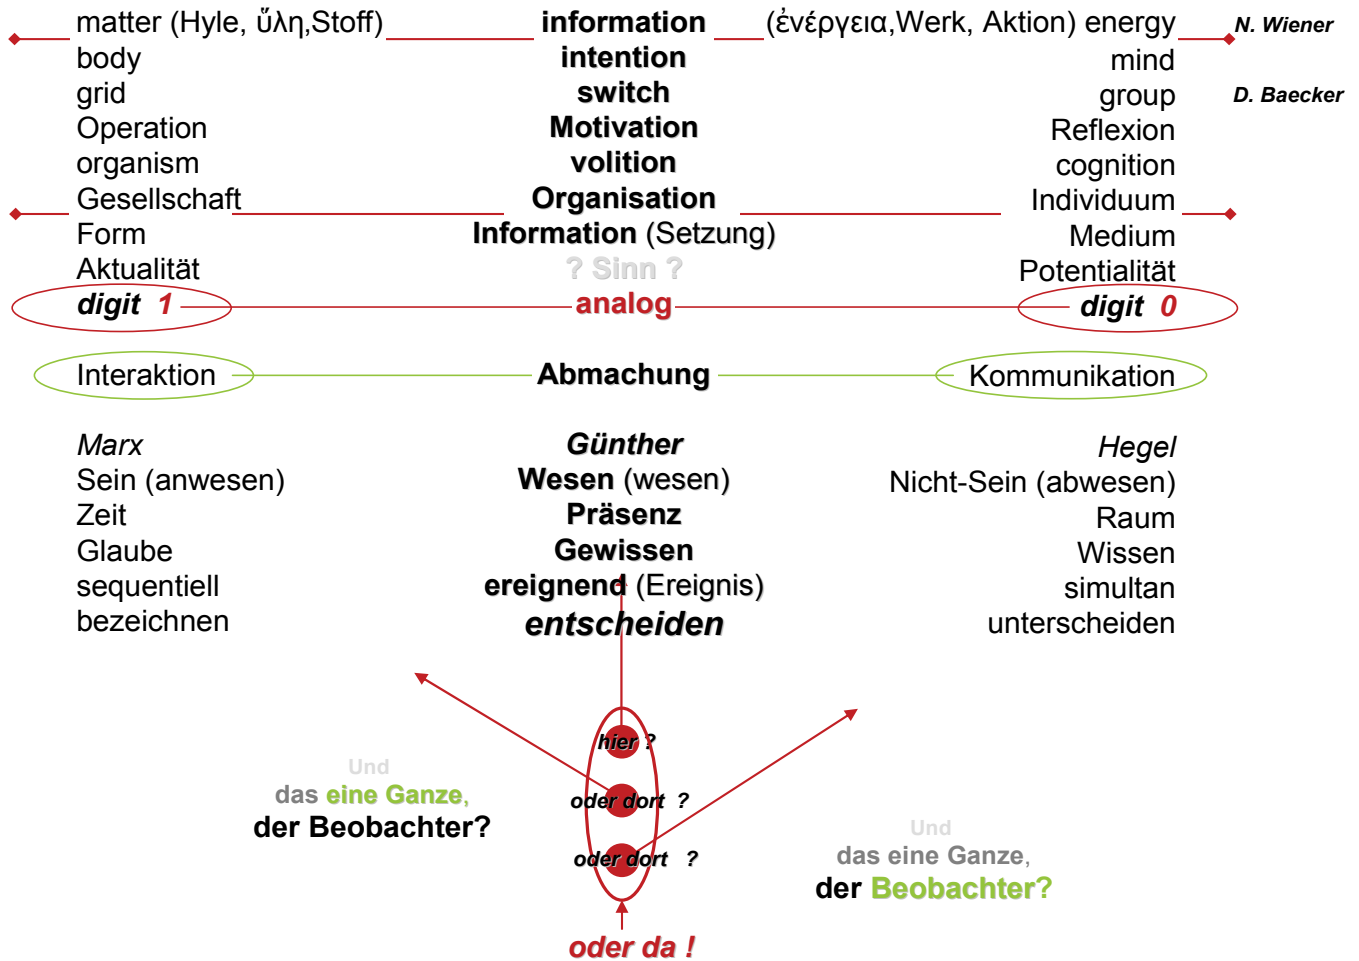 matter (Hyle, ὕλη,Stoff) information (ἐνέργεια,Werk, Aktion) energy N. Wiener
body intention mind
grid switch group D. Baecker
Operation Motivation Reflexion
organism volition cognition
Gesellschaft Organisation Individuum
Form Information (Setzung) Medium
Aktualität ? Sinn ? Potentialität
digit 1 analog digit 0
Interaktion Abmachung Kommunikation
Marx Günther Hegel
Sein (anwesen) Wesen (wesen) Nicht-Sein (abwesen)
Zeit Präsenz Raum
Glaube Gewissen Wissen
sequentiell ereignend (Ereignis) simultan
bezeichnen entscheiden unterscheiden
hier ?
Und
das eine Ganze,
der Beobachter?
oder dort ?
oder dort ?
Und
das eine Ganze,
der Beobachter?
oder da !